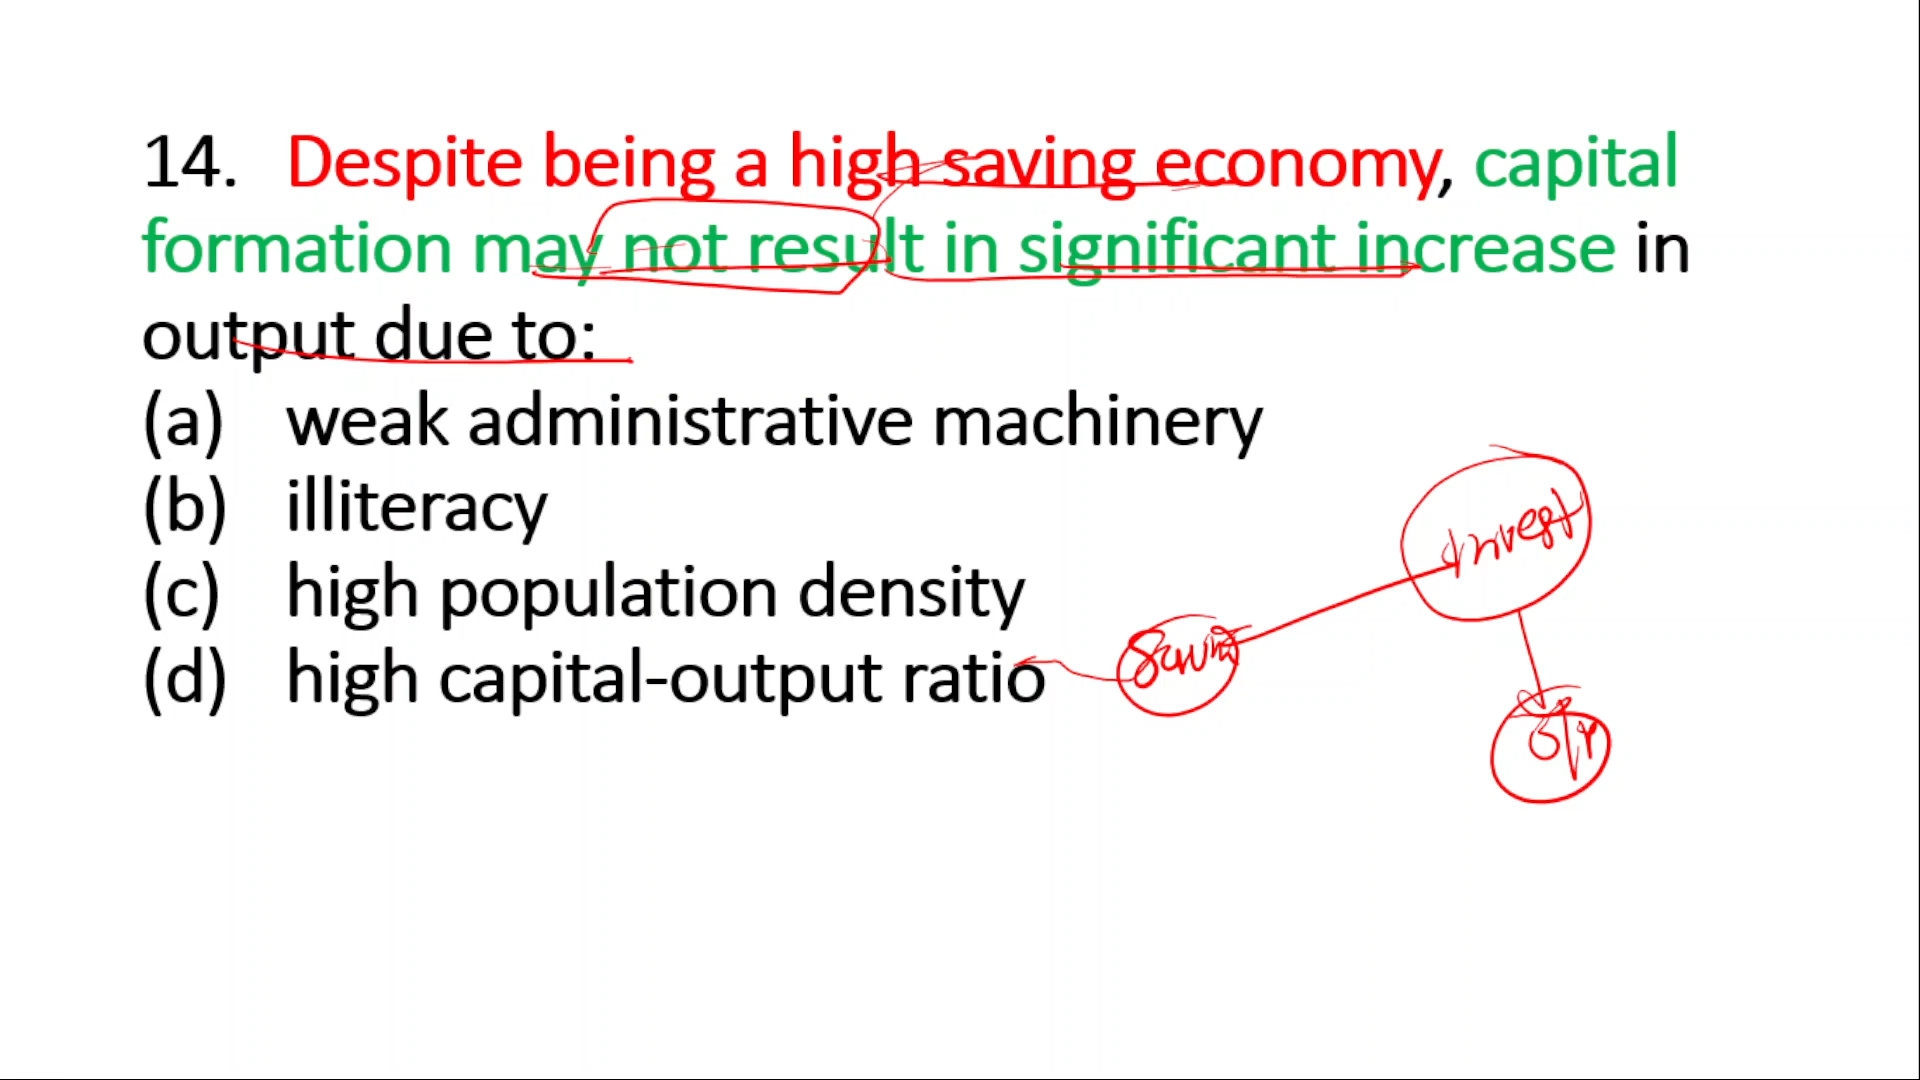 14. Despite being a high saving economy, capital
formation may not result in significant increase in
output due to:
(a) weak administrative machinery
(b) illiteracy
(c) high population density
(d) high capital-output ratio
Invest
O/P